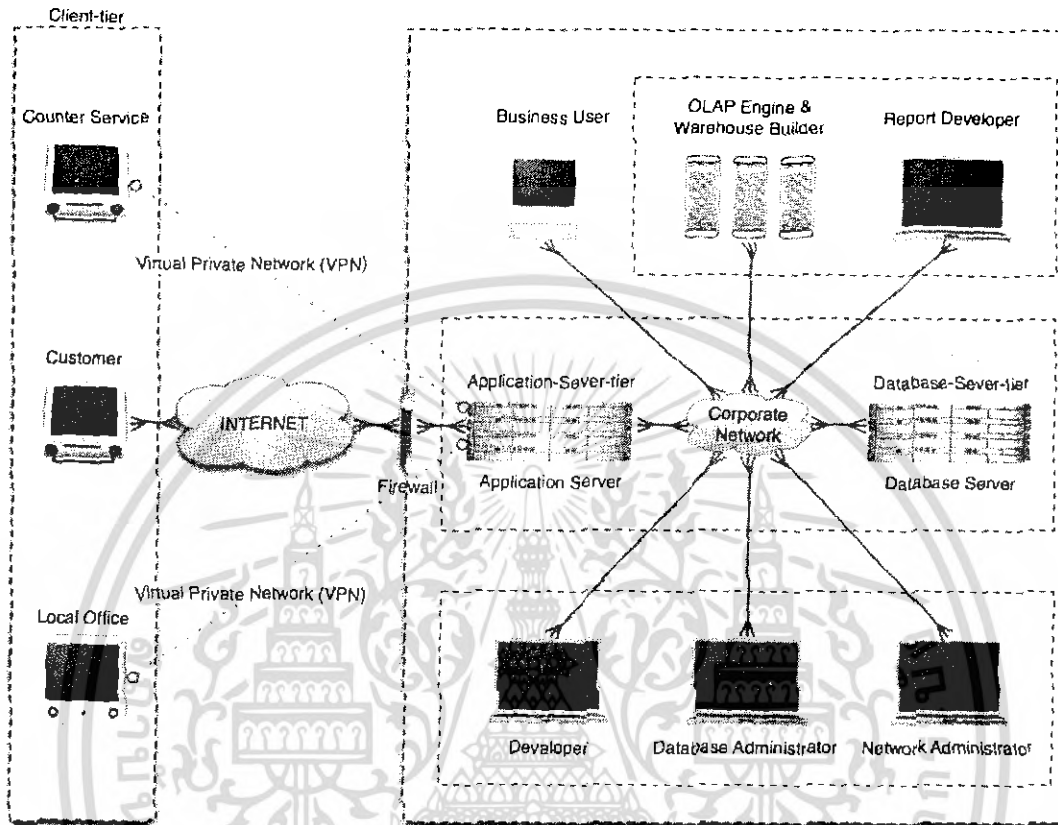 Client-tier
Counter Service
Business User
OLAP Engine &
Warehouse Builder
Report Developer
Virtual Private Network (VPN)
Customer
INTERNET
Firewall
Application-Sever-tier
Application Server
Corporate
Network
Database-Sever-tier
Database Server
Virtual Private Network (VPN)
Local Office
Developer
Database Administrator
Network Administrator